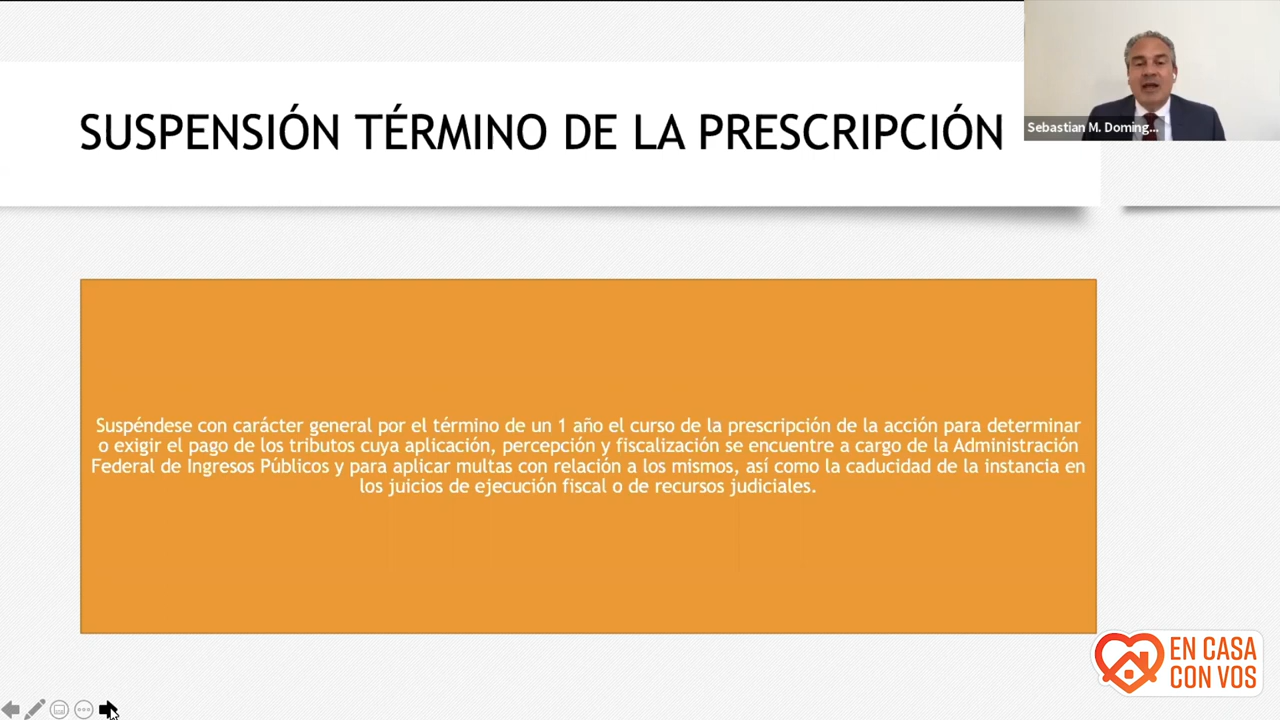 SUSPENSIÓN TÉRMINO DE LA PRESCRIPCIÓN
Sebastian M. Doming...
Suspéndese con carácter general por el término de un 1 año el curso de la prescripción de la acción para determinar
o exigir el pago de los tributos cuya aplicación, percepción y fiscalización se encuentre a cargo de la Administración
Federal de Ingresos Públicos y para aplicar multas con relación a los mismos, así como la caducidad de la instancia en
los juicios de ejecución fiscal o de recursos judiciales.
EN CASA
CON VOS